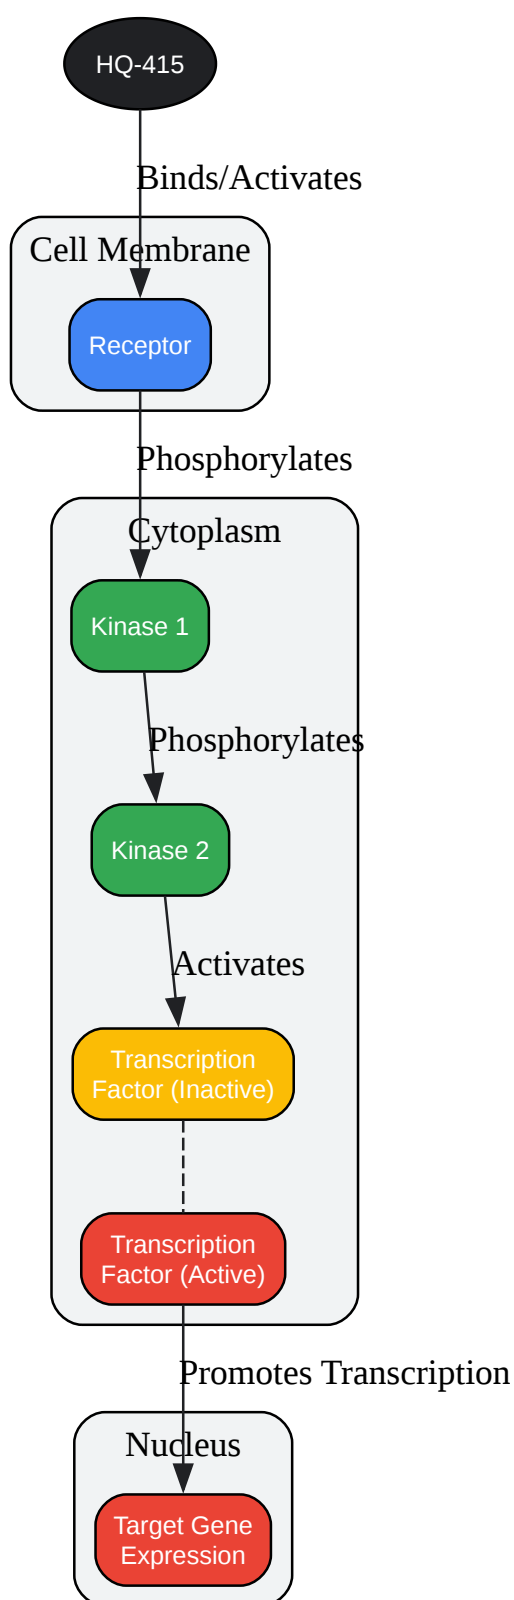 HQ-415
Binds/Activates
Cell Membrane
Receptor
Phosphorylates
Cytoplasm
Kinase 1
Phosphorylates
Kinase 2
Activates
Transcription
Factor (Inactive)
Transcription
Factor (Active)
Promotes Transcription
Nucleus
Target Gene
Expression